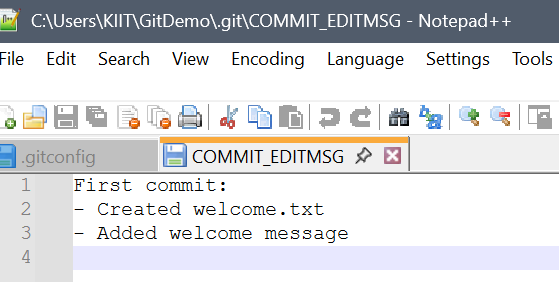 C:\Users\KIIT\GitDemo\.git\COMMIT_EDITMSG - Notepad++
File Edit Search View Encoding Language Settings Tools
.gitconfig COMMIT_EDITMSG
1 First commit:
2 - Created welcome.txt
3 - Added welcome message
4